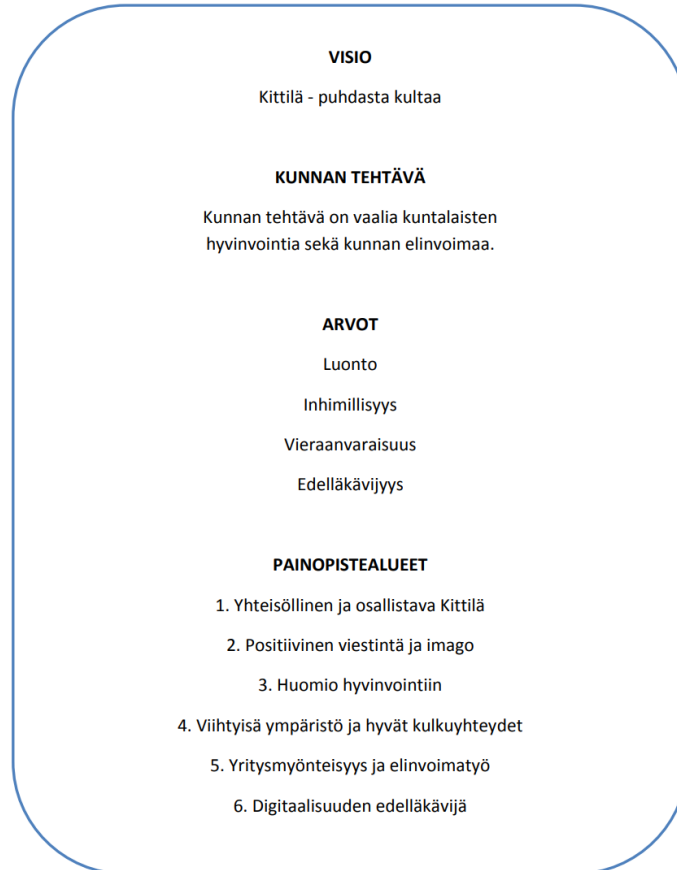 VISIO
Kittilä - puhdasta kultaa
KUNNAN TEHTÄVÄ
Kunnan tehtävä on vaalia kuntalaisten
hyvinvointia sekä kunnan elinvoimaa.
ARVOT
Luonto
Inhimillisyys
Vieraanvaraisuus
Edelläkävijyys
PAINOPISTEALUEET
1. Yhteisöllinen ja osallistava Kittilä
2. Positiivinen viestintä ja imago
3. Huomio hyvinvointiin
4. Viihtyisä ympäristö ja hyvät kulkuyhteydet
5. Yritysmyönteisyys ja elinvoimatyö
6. Digitaalisuuden edelläkävijä